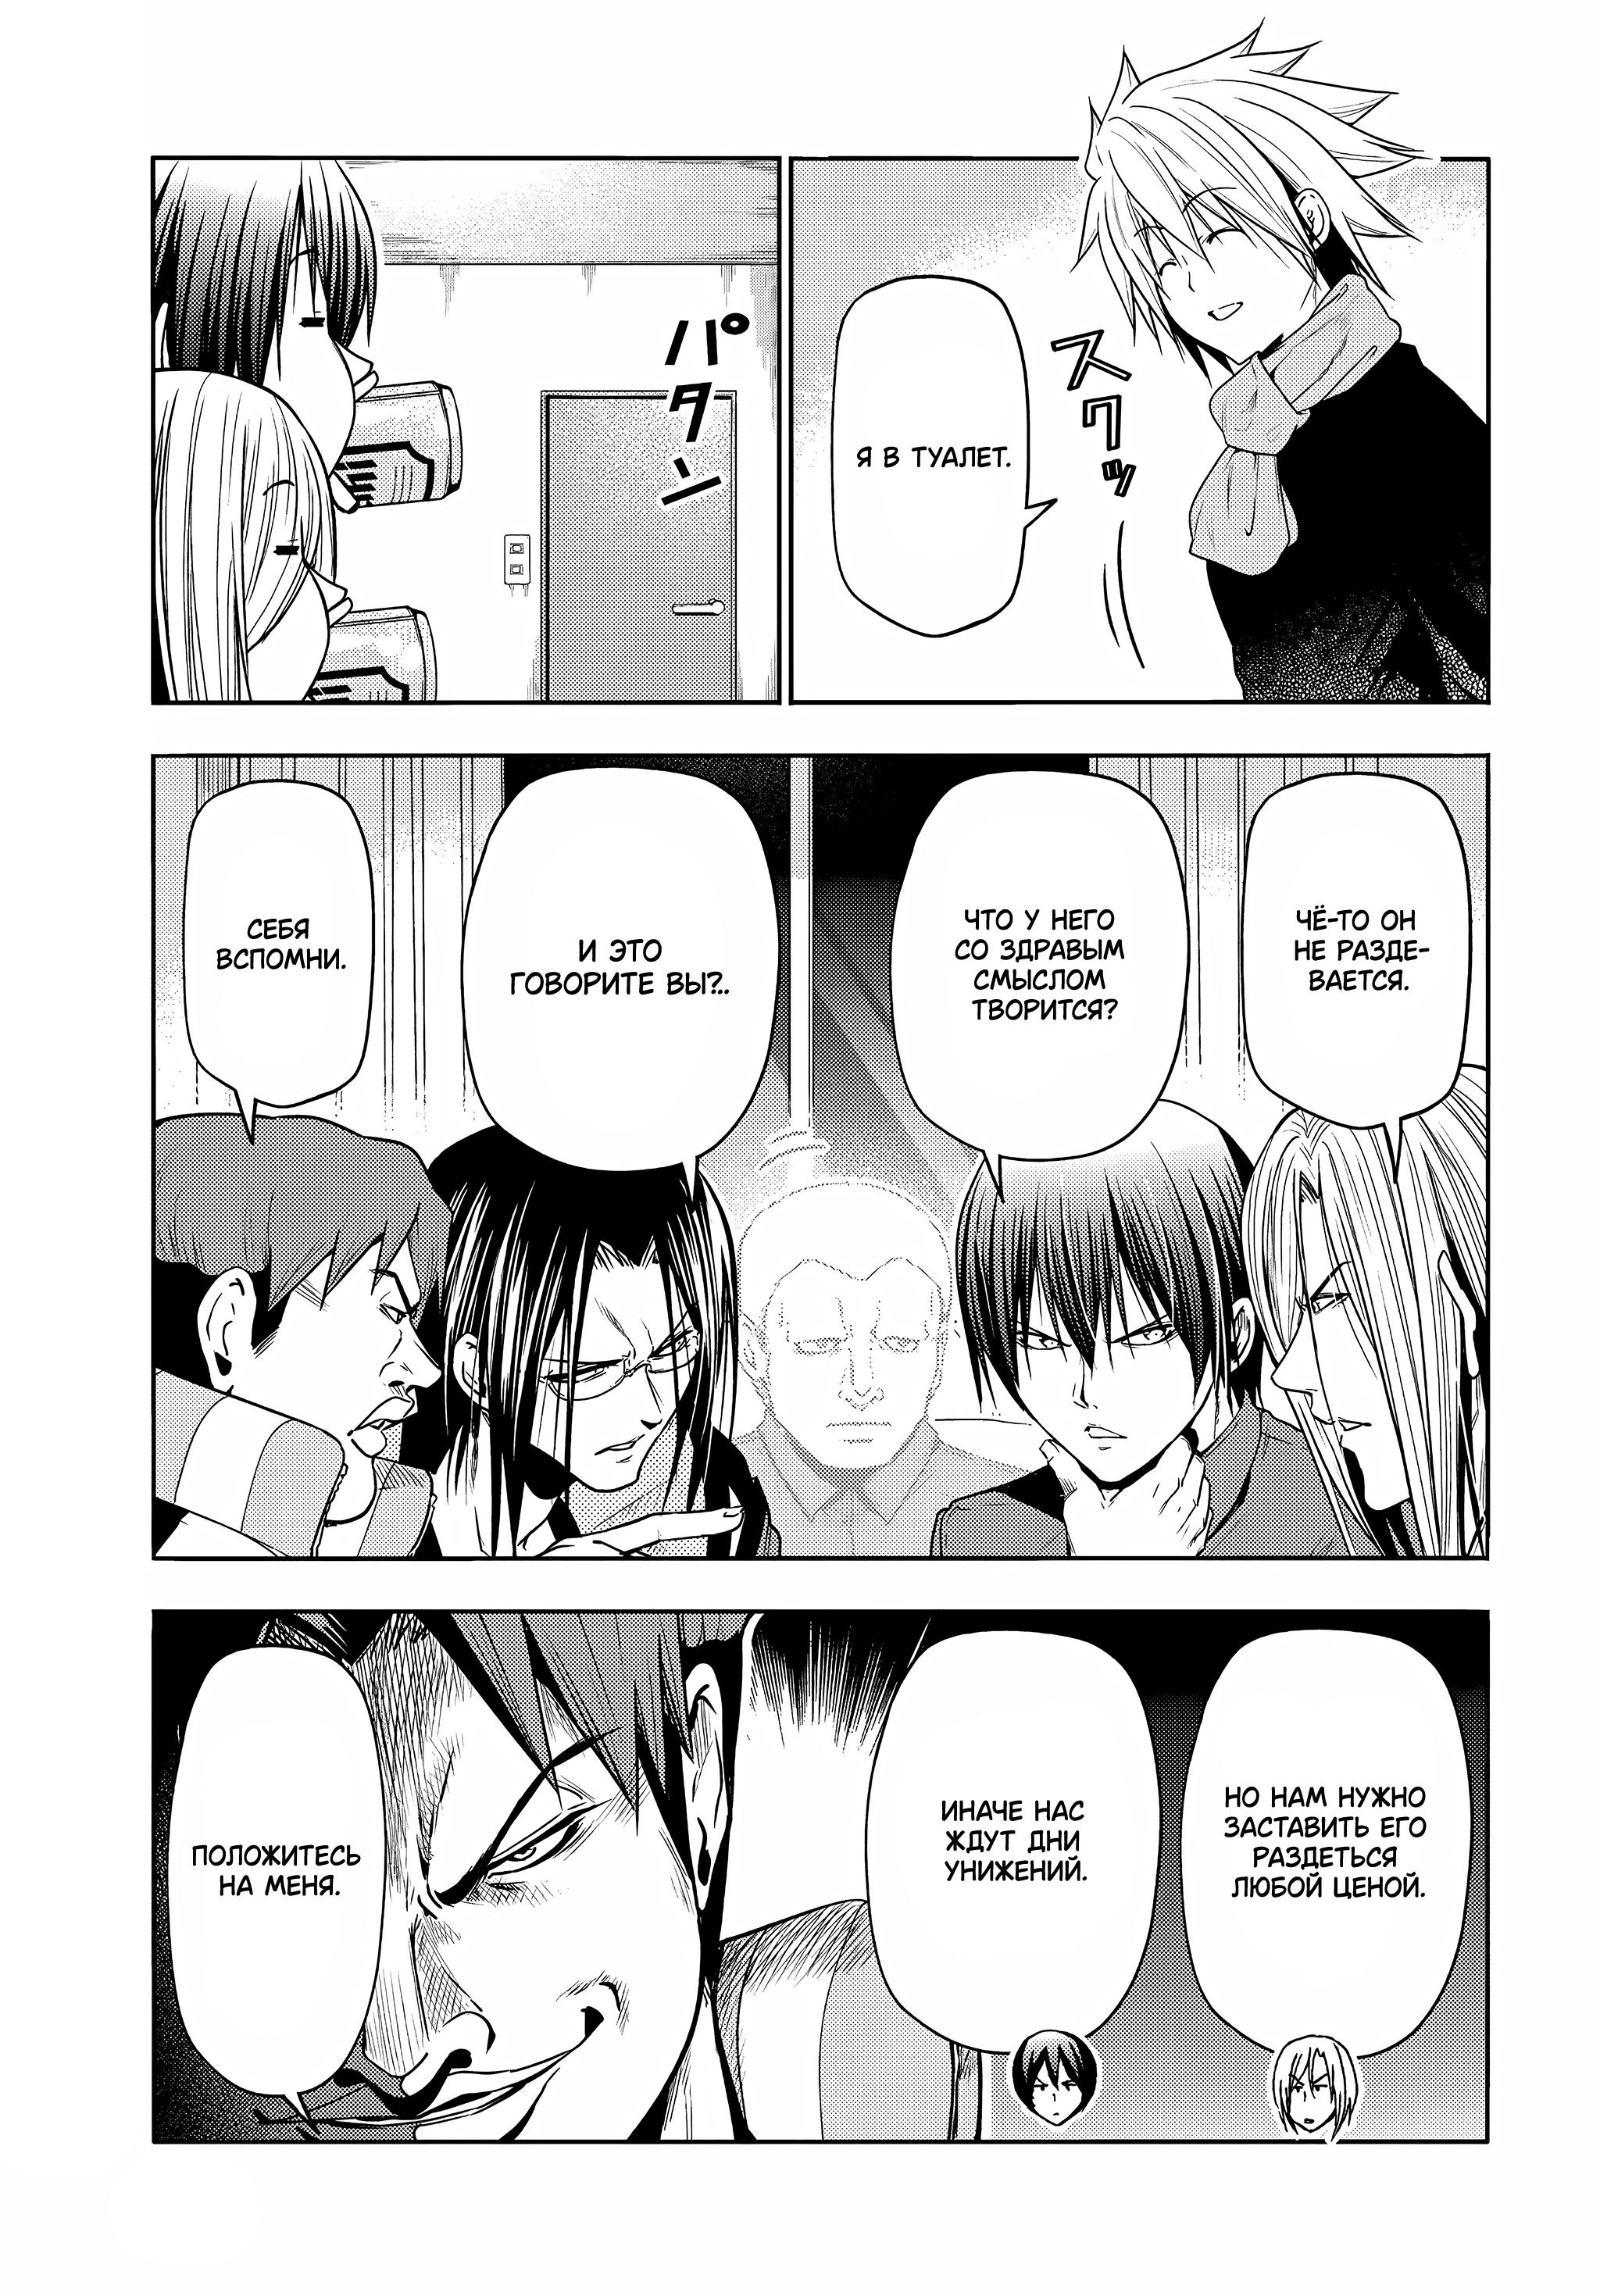 Я В ТУАЛЕТ.
スクッ
パタン
ЧЁ-ТО ОН
НЕ РАЗДЕ-
ВАЕТСЯ.
ЧТО У НЕГО
СО ЗДРАВЫМ
СМЫСЛОМ
ТВОРИТСЯ?
И ЭТО
ГОВОРИТЕ ВЫ?..
СЕБЯ
ВСПОМНИ.
НО НАМ НУЖНО
ЗАСТАВИТЬ ЕГО
РАЗДЕТЬСЯ
ЛЮБОЙ ЦЕНОЙ.
ИНАЧЕ НАС
ЖДУТ ДНИ
УНИЖЕНИЙ.
ПОЛОЖИТЕСЬ
НА МЕНЯ.